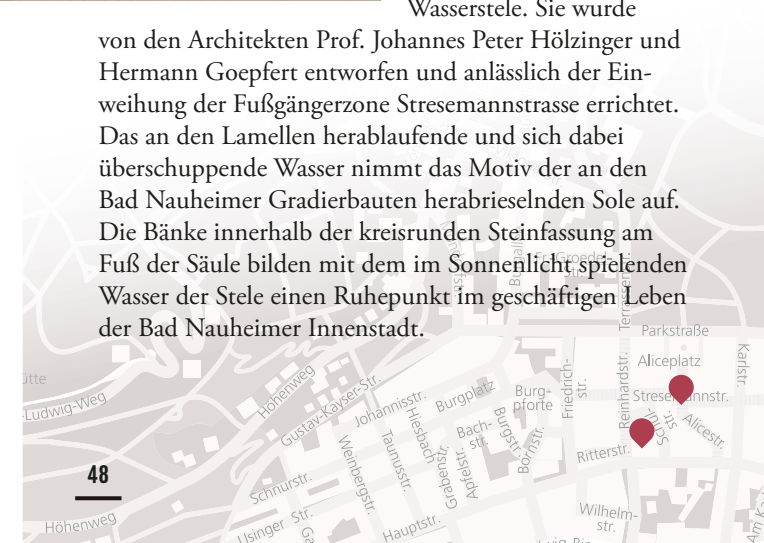 Wasserstele. Sie wurde
von den Architekten Prof. Johannes Peter Hölzinger und
Hermann Goepfert entworfen und anlässlich der Ein-
weihung der Fußgängerzone Stresemannstrasse errichtet.
Das an den Lamellen herablaufende und sich dabei
überschuppende Wasser nimmt das Motiv der an den
Bad Nauheimer Gradierbauten herabrieselnden Sole auf.
Die Bänke innerhalb der kreisrunden Steinfassung am
Fuß der Säule bilden mit dem im Sonnenlicht spielenden
Wasser der Stele einen Ruhepunkt im geschäftigen Leben
der Bad Nauheimer Innenstadt.
Parkstraße
Aliceplatz
Karlstr.
Terrassenstr.
Reinhardstr.
Friedrich-
str.
Burg-
pforte
Burgplatz
Johannisstr.
Gustav-Kayser-Str.
Höhenweg
-Ludwig-Weg
Alicestr.
Ritterstr.
Bornstr.
Burgstr.
Bach-
str.
Apfelstr.
Grabenstr.
Hiesbach
Taunusstr.
Weinbergstr.
Schnurstr.
48
Höhenweg
Usinger Str.
Hauptstr.
Wilhelm-
str.